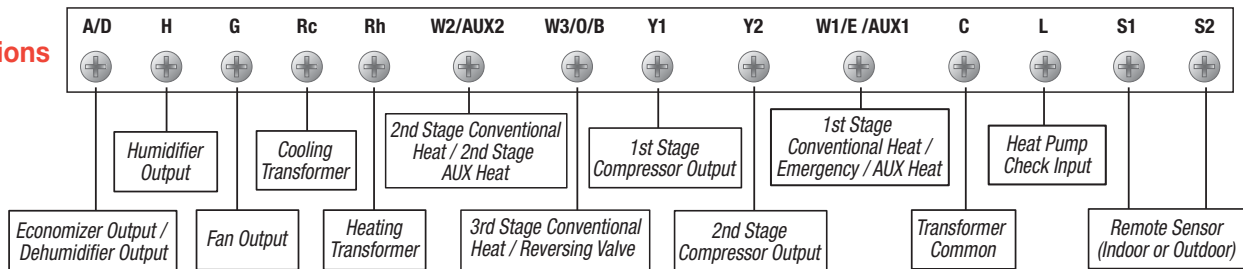 ions
A/D H G Rc Rh W2/AUX2 W3/O/B Y1 Y2 W1/E /AUX1 C L S1 S2
Humidifier
Output
Cooling
Transformer
2nd Stage Conventional
Heat / 2nd Stage
AUX Heat
1st Stage
Compressor Output
1st Stage
Conventional Heat /
Emergency / AUX Heat
Heat Pump
Check Input
Economizer Output /
Dehumidifier Output
Fan Output
Heating
Transformer
3rd Stage Conventional
Heat / Reversing Valve
2nd Stage
Compressor Output
Transformer
Common
Remote Sensor
(Indoor or Outdoor)